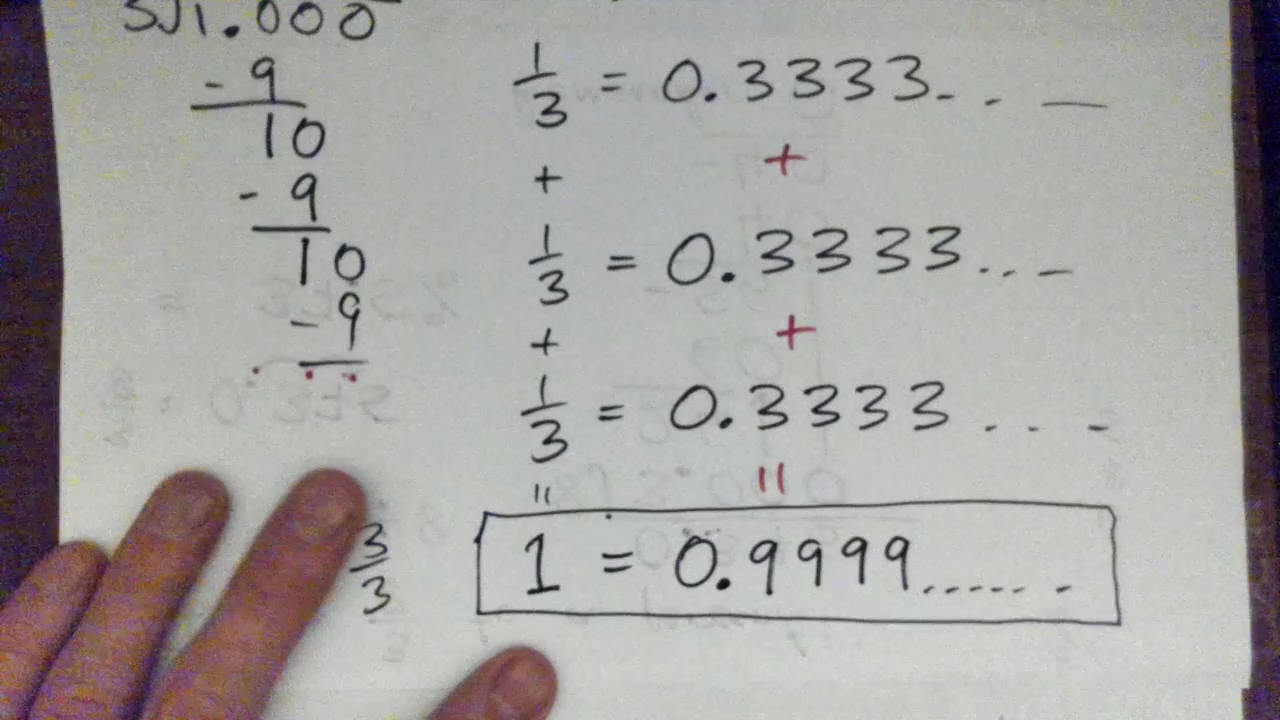 3)1.000
- 9
10
- 9
10
- 9
1/3 = 0.3333...
+ +
1/3 = 0.3333...
+ +
1/3 = 0.3333...
= =
3/3
1 = 0.9999......